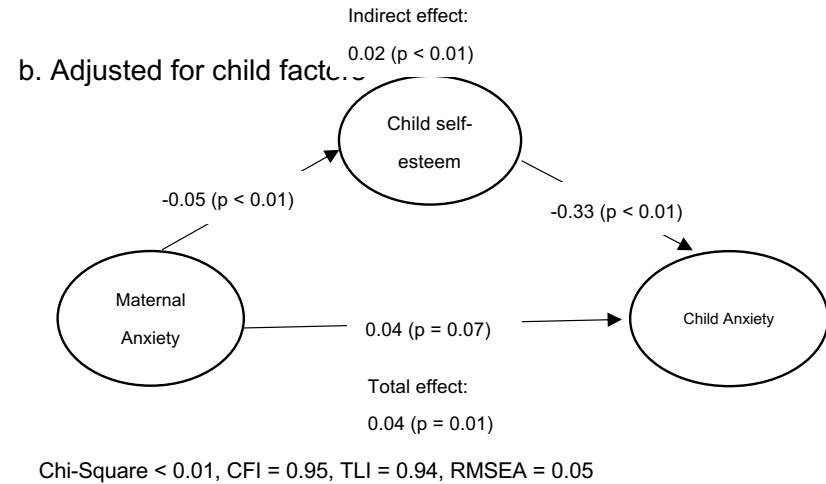 Indirect effect:
0.02 (p < 0.01)
b. Adjusted for child
Child self-
esteem
-0.05 (p < 0.01)
-0.33 (p < 0.01)
Maternal
Anxiety
Child Anxiety
0.04 (p = 0.07)
Total effect:
0.04 (p = 0.01)
Chi-Square < 0.01, CFI = 0.95, TLI = 0.94, RMSEA = 0.05